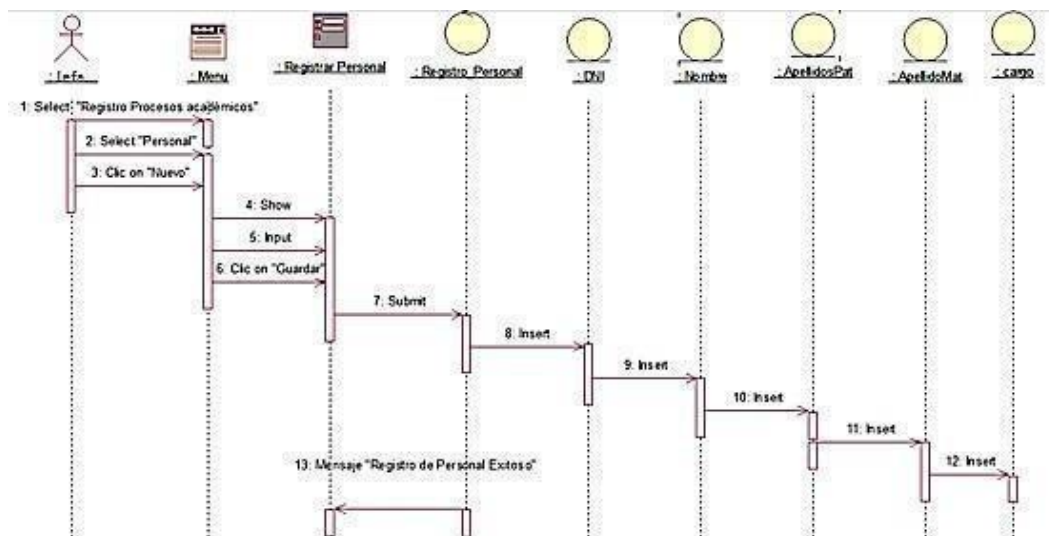 : Menu
: Registrar Personal
: Registro_Personal
: DNI
: Nombre
: ApellidosPat
: ApellidoMat
: cargo
1: Select "Registro Procesos académicos"
2: Select "Personal"
3: Clic on "Nuevo"
4: Show
5: Input
6: Clic on "Guardar"
7: Submit
8: Insert
9: Insert
10: Insert
11: Insert
12: Insert
13: Mensaje "Registro de Personal Exitoso"